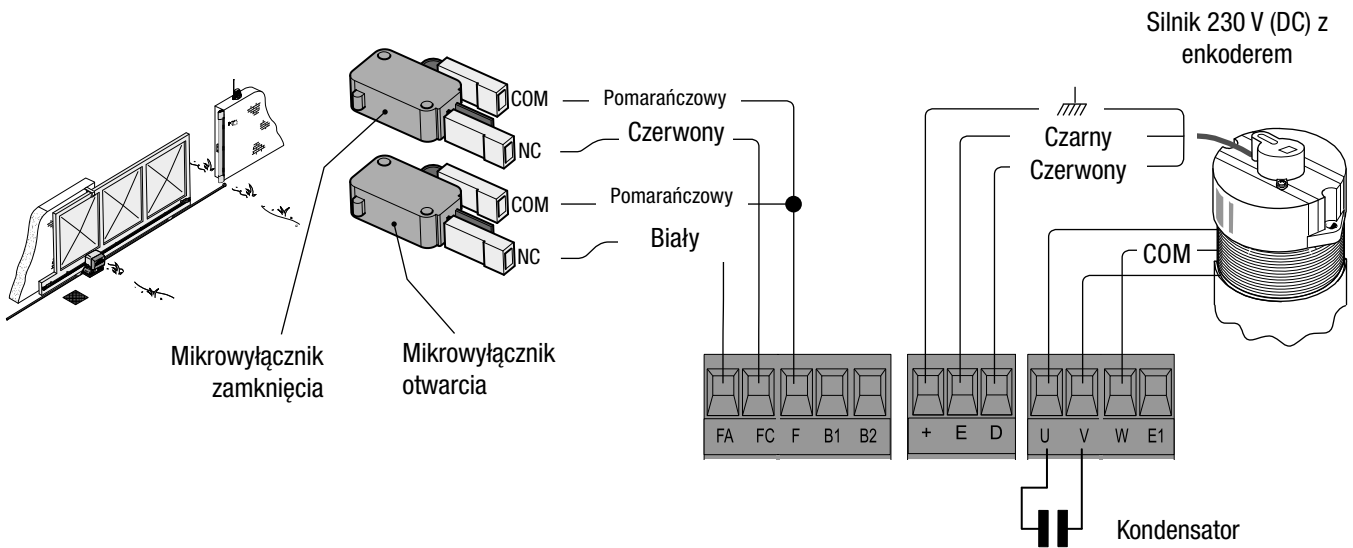 Silnik 230 V (DC) z
enkoderem
COM
Pomarańczowy
NC
Czerwony
COM
Pomarańczowy
NC
Biały
Czarny
Czerwony
COM
Mikrowyłącznik
zamknięcia
Mikrowyłącznik
otwarcia
FA FC F B1 B2
+ E D
U V W E1
Kondensator